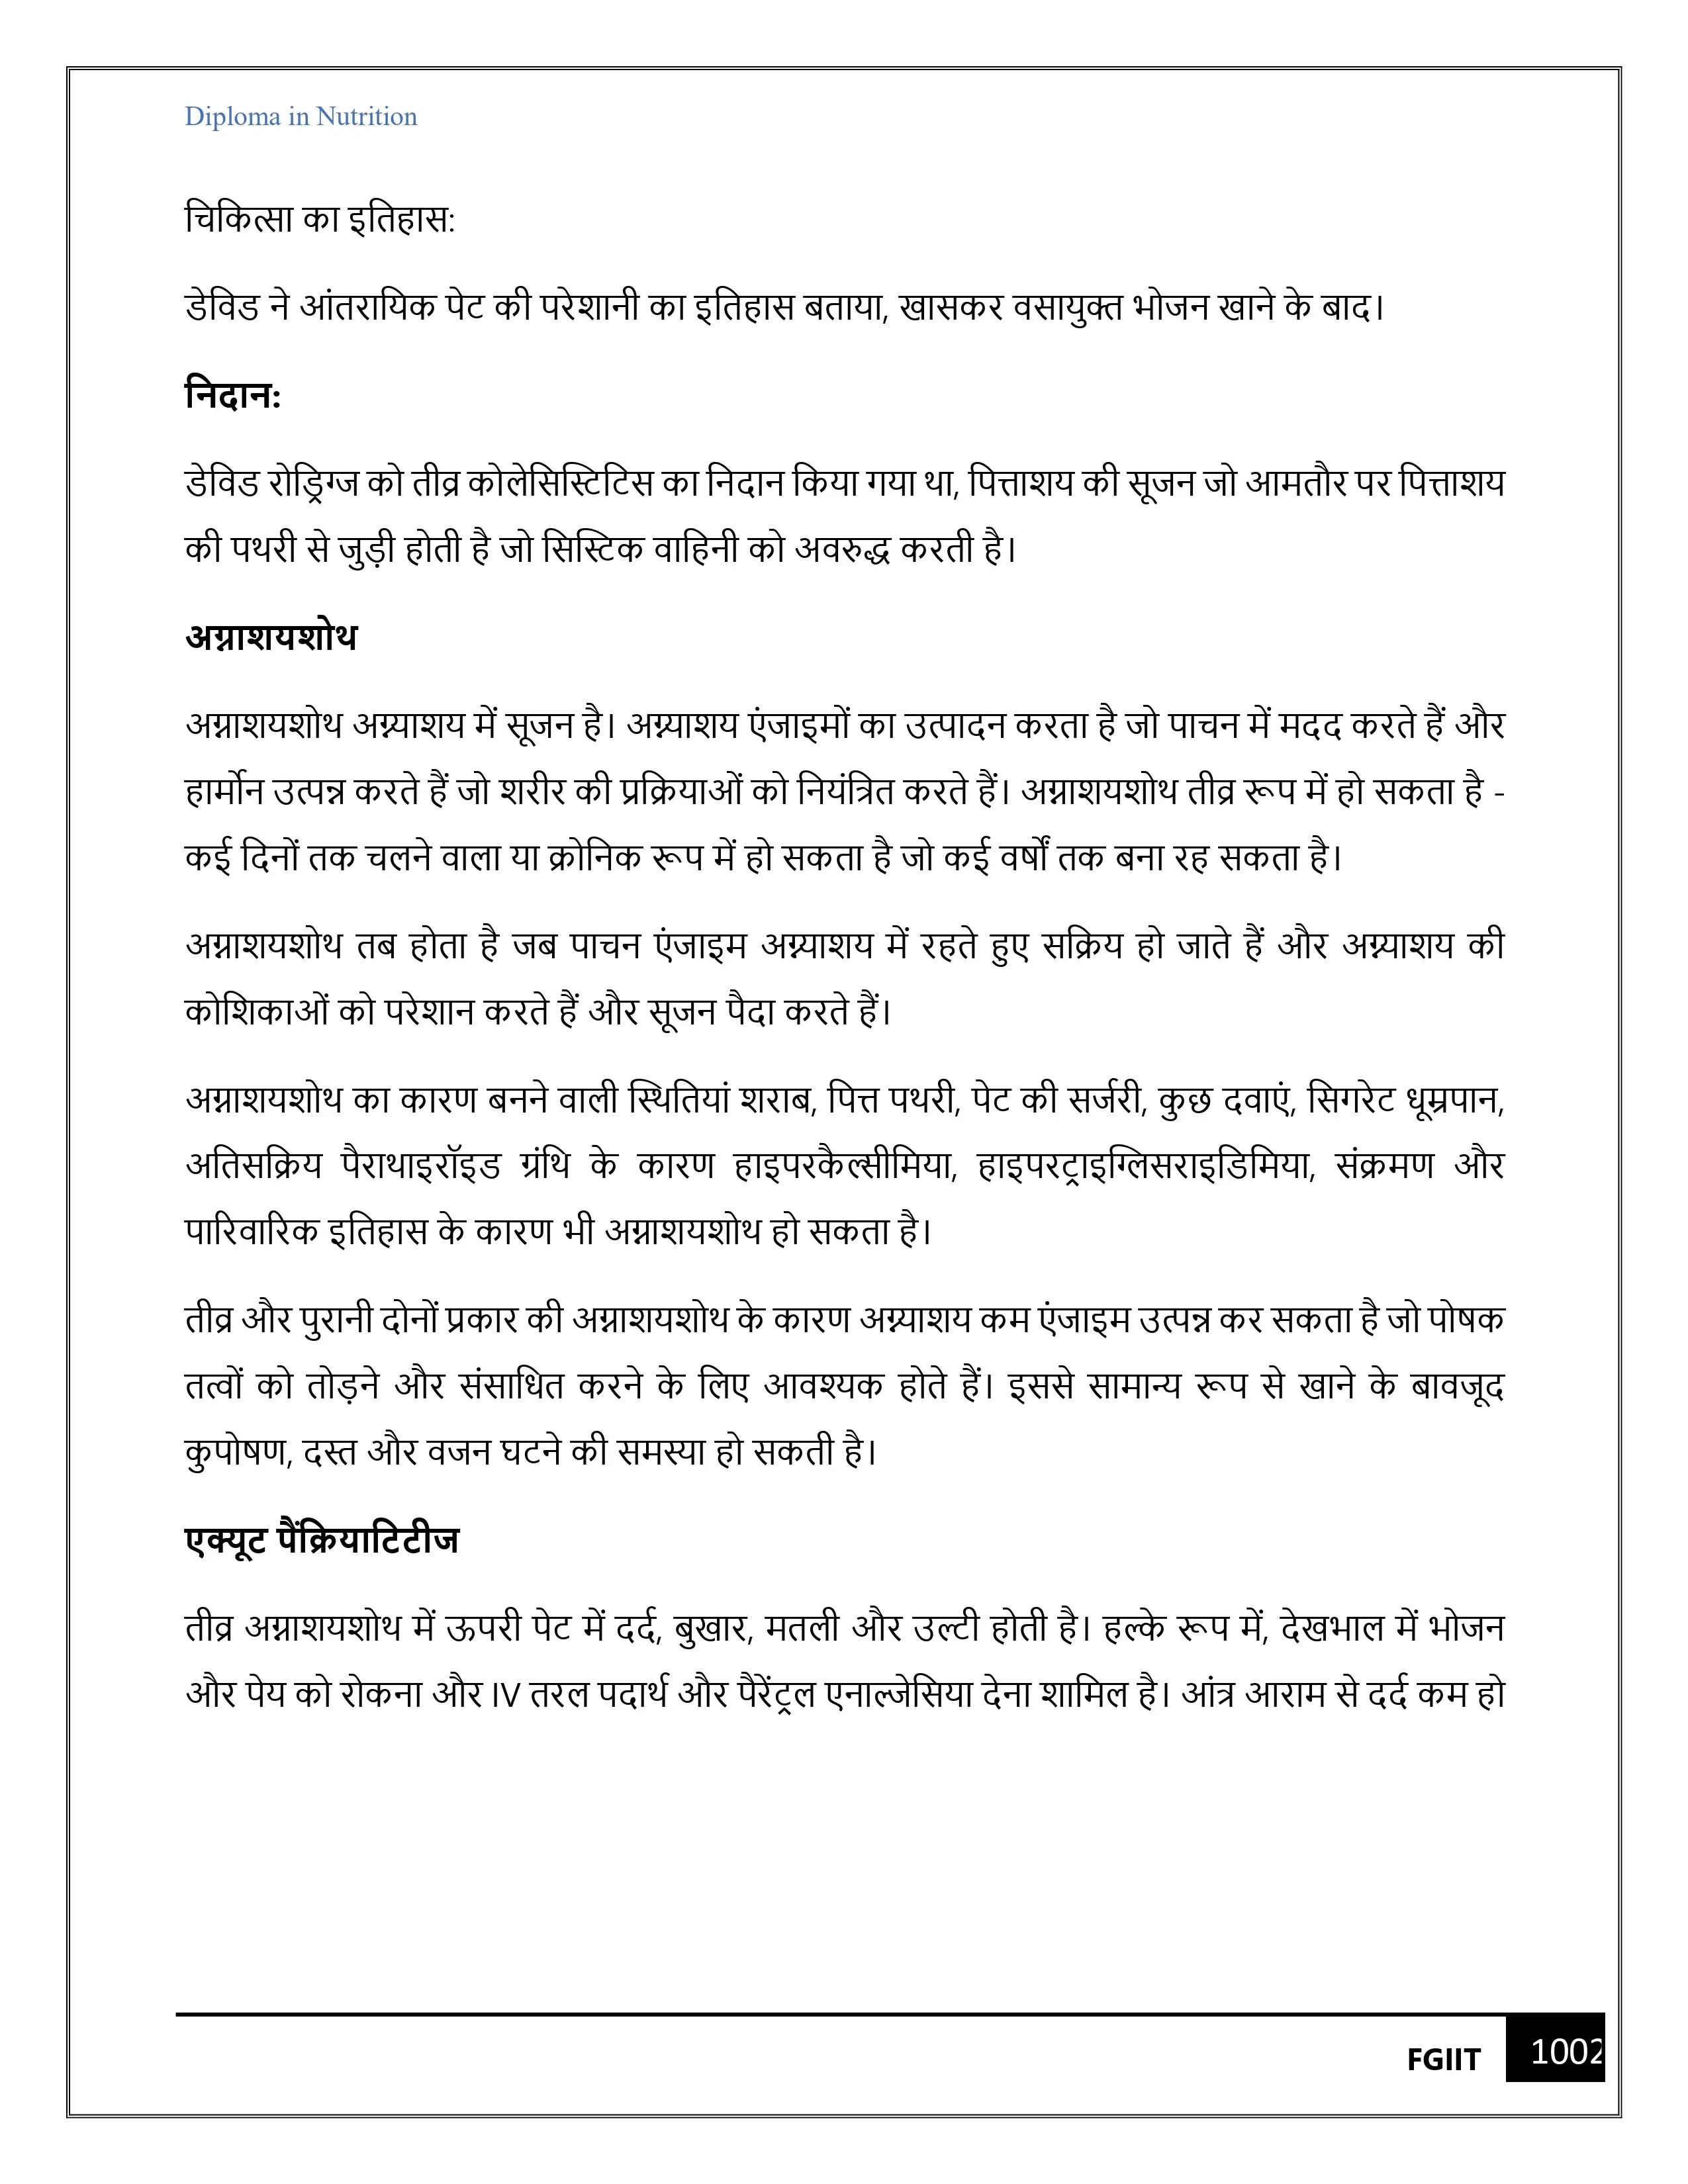 Diploma in Nutrition
चिकित्सा का इतिहास:
डेविड ने आंतरायिक पेट की परेशानी का इतिहास बताया, खासकर वसायुक्त भोजन खाने के बाद।
निदान:
डेविड रोड्रिग्ज को तीव्र कोलेसिस्टिटिस का निदान किया गया था, पित्ताशय की सूजन जो आमतौर पर पित्ताशय
की पथरी से जुड़ी होती है जो सिस्टिक वाहिनी को अवरुद्ध करती है।
अग्नाशयशोथ
अग्नाशयशोथ अग्न्याशय में सूजन है। अग्न्याशय एंजाइमों का उत्पादन करता है जो पाचन में मदद करते हैं और
हार्मोन उत्पन्न करते हैं जो शरीर की प्रक्रियाओं को नियंत्रित करते हैं। अग्नाशयशोथ तीव्र रूप में हो सकता है -
कई दिनों तक चलने वाला या क्रोनिक रूप में हो सकता है जो कई वर्षों तक बना रह सकता है।
अग्नाशयशोथ तब होता है जब पाचन एंजाइम अग्न्याशय में रहते हुए सक्रिय हो जाते हैं और अग्न्याशय की
कोशिकाओं को परेशान करते हैं और सूजन पैदा करते हैं।
अग्नाशयशोथ का कारण बनने वाली स्थितियां शराब, पित्त पथरी, पेट की सर्जरी, कुछ दवाएं, सिगरेट धूम्रपान,
अतिसक्रिय पैराथाइरॉइड ग्रंथि के कारण हाइपरकैल्सीमिया, हाइपरट्राइग्लिसराइडिमिया, संक्रमण और
पारिवारिक इतिहास के कारण भी अग्नाशयशोथ हो सकता है।
तीव्र और पुरानी दोनों प्रकार की अग्नाशयशोथ के कारण अग्न्याशय कम एंजाइम उत्पन्न कर सकता है जो पोषक
तत्वों को तोड़ने और संसाधित करने के लिए आवश्यक होते हैं। इससे सामान्य रूप से खाने के बावजूद
कुपोषण, दस्त और वजन घटने की समस्या हो सकती है।
एक्यूट पैंक्रियाटिटीज
तीव्र अग्नाशयशोथ में ऊपरी पेट में दर्द, बुखार, मतली और उल्टी होती है। हल्के रूप में, देखभाल में भोजन
और पेय को रोकना और IV तरल पदार्थ और पैरेंट्रल एनाल्जेसिया देना शामिल है। आंत्र आराम से दर्द कम हो
FGIIT 1002